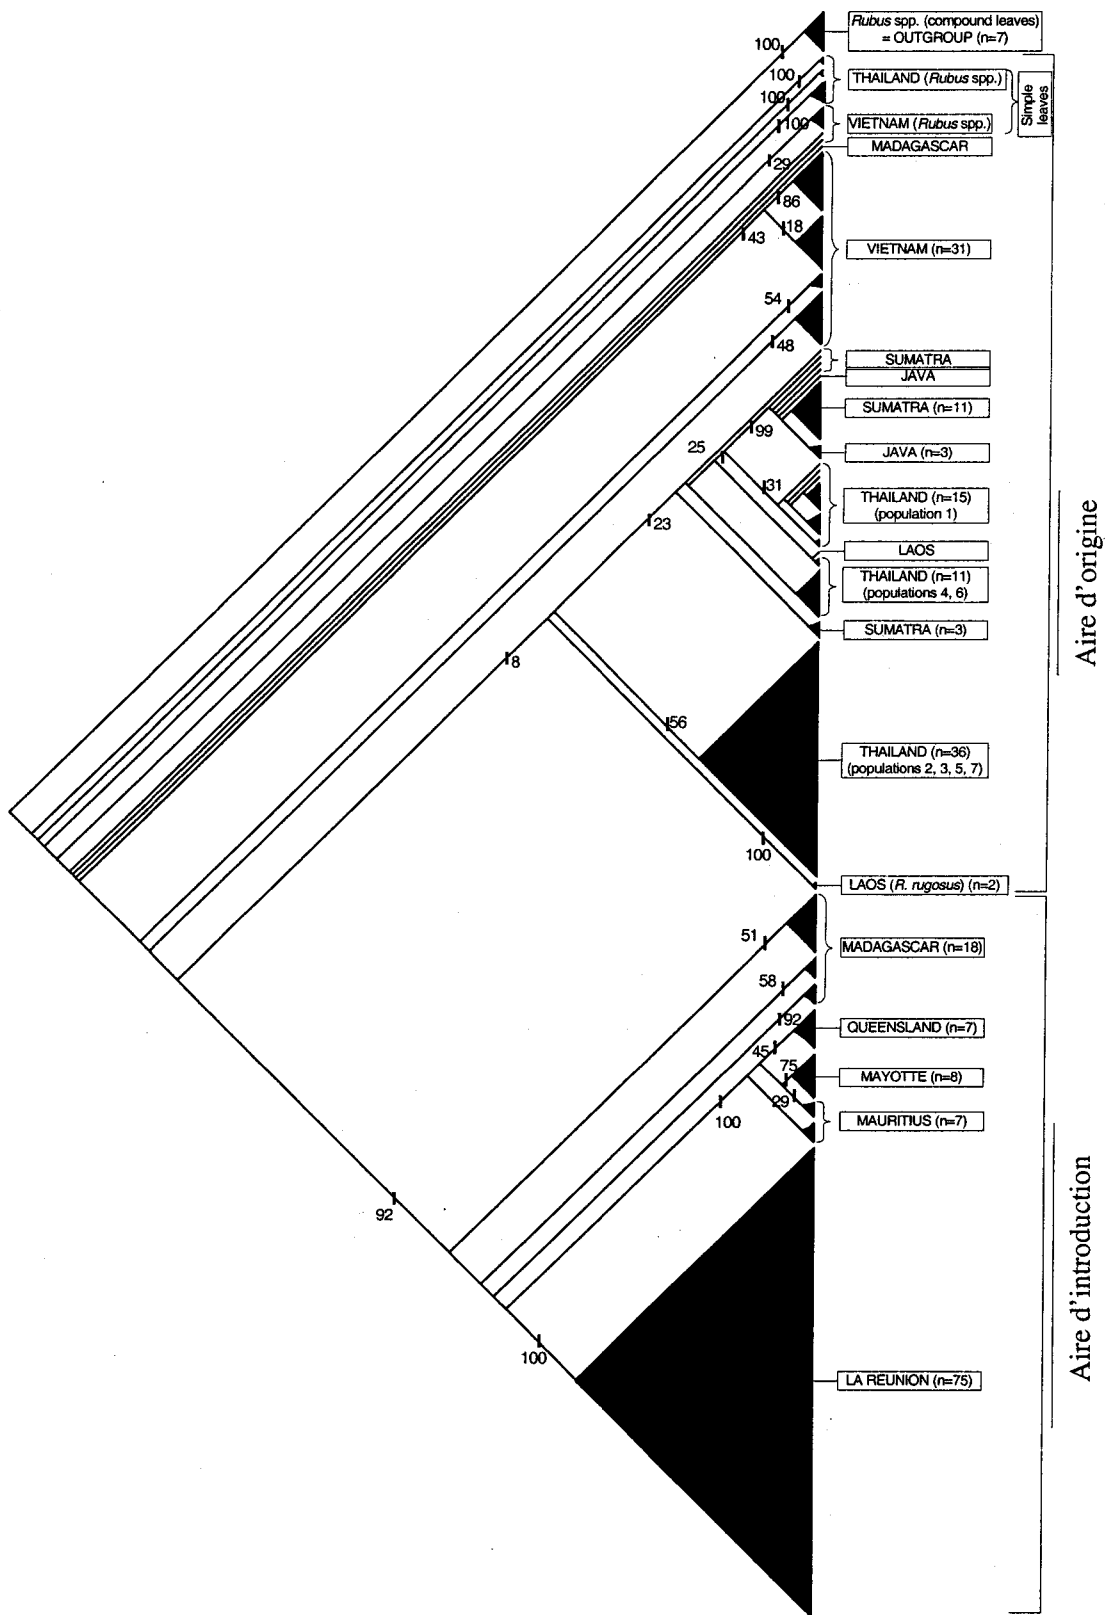 Rubus spp. (compound leaves)
= OUTGROUP (n=7)
100
THAILAND (Rubus spp.)
100
100
100
VIETNAM (Rubus spp.)
Simple
leaves
MADAGASCAR
29
86
18
43
VIETNAM (n=31)
54
48
SUMATRA
JAVA
SUMATRA (n=11)
99
25
JAVA (n=3)
31
THAILAND (n=15)
(population 1)
23
LAOS
THAILAND (n=11)
(populations 4, 6)
SUMATRA (n=3)
8
56
THAILAND (n=36)
(populations 2, 3, 5, 7)
100
LAOS (R. rugosus) (n=2)
Aire d'origine
51
MADAGASCAR (n=18)
58
92
QUEENSLAND (n=7)
45
75
MAYOTTE (n=8)
29
100
MAURITIUS (n=7)
92
100
LA REUNION (n=75)
Aire d'introduction